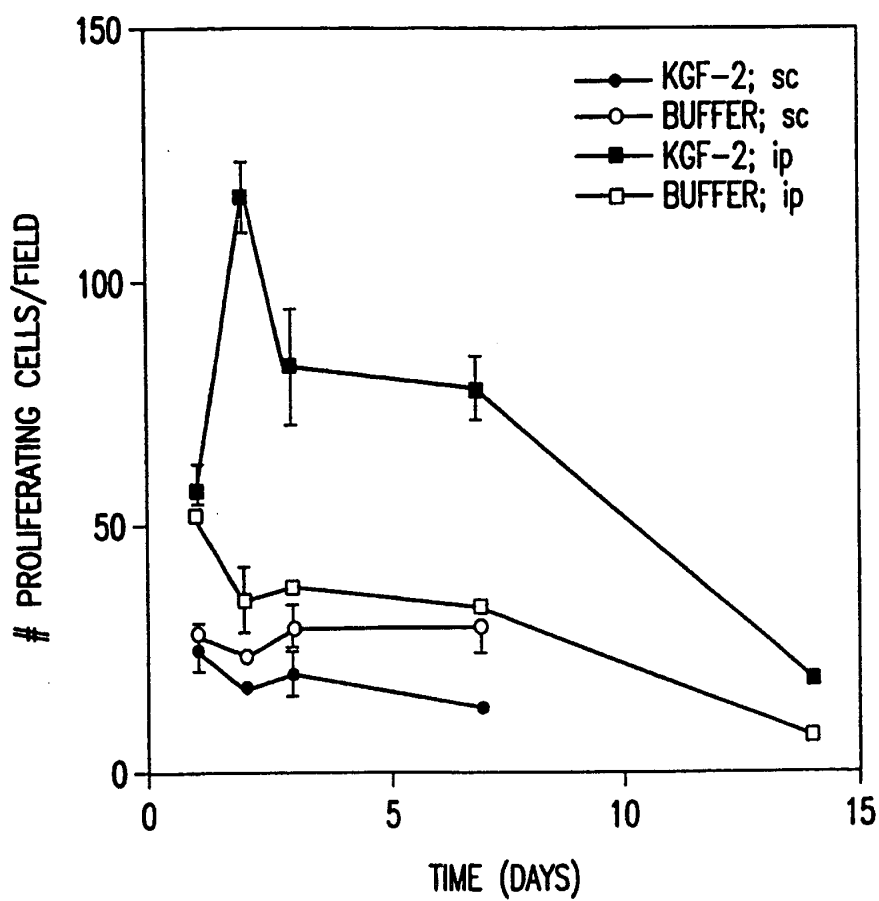 150
100
50
0
# PROLIFERATING CELLS/FIELD
KGF-2; sc
BUFFER; sc
KGF-2; ip
BUFFER; ip
0 5 10 15
TIME (DAYS)